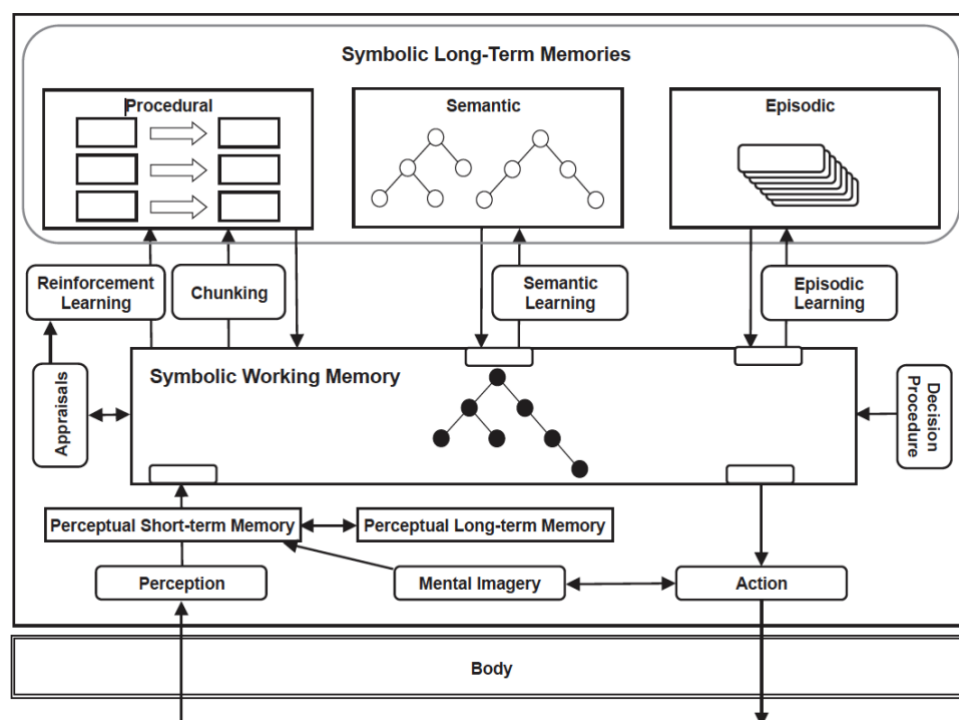 Symbolic Long-Term Memories
Procedural
Semantic
Episodic
Reinforcement
Learning
Chunking
Semantic
Learning
Episodic
Learning
Symbolic Working Memory
Appraisals
Decision
Procedure
Perceptual Short-term Memory
Perceptual Long-term Memory
Perception
Mental Imagery
Action
Body